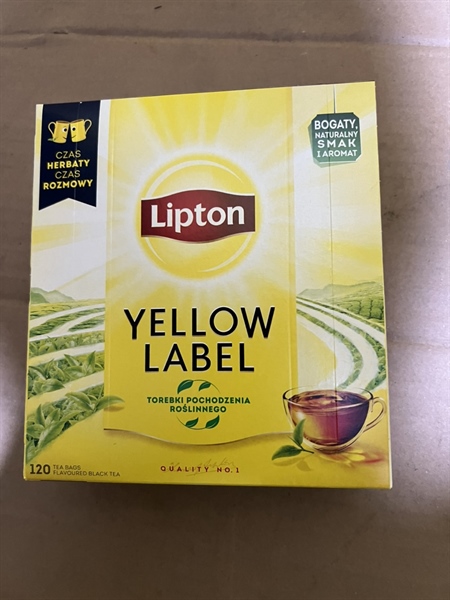 CZAS
HERBATY
CZAS
ROZMOWY
BOGATY,
NATURALNY
SMAK
I AROMAT
Lipton
YELLOW
LABEL
TOREBKI POCHODZENIA
ROŚLINNEGO
120 TEA BAGS
FLAVOURED BLACK TEA
QUALITY NO. 1